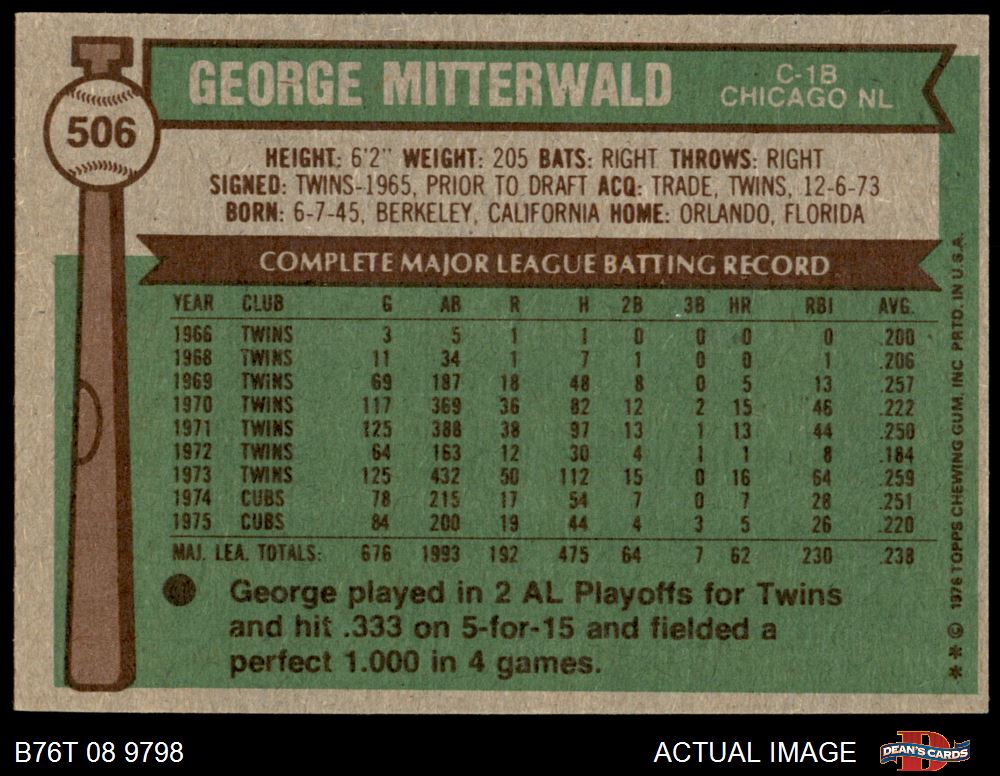 GEORGE MITTERWALD
C-1B
CHICAGO NL
506
HEIGHT: 6'2" WEIGHT: 205 BATS: RIGHT THROWS: RIGHT
SIGNED: TWINS-1965, PRIOR TO DRAFT ACQ: TRADE, TWINS, 12-6-73
BORN: 6-7-45, BERKELEY, CALIFORNIA HOME: ORLANDO, FLORIDA
COMPLETE MAJOR LEAGUE BATTING RECORD
YEAR CLUB G AB R H 2B 3B HR RBI AVG.
1966 TWINS 3 5 1 1 0 0 0 0 .200
1968 TWINS 11 34 1 7 1 0 0 1 .206
1969 TWINS 69 187 18 48 8 0 5 13 .257
1970 TWINS 117 369 36 82 12 2 15 46 .222
1971 TWINS 125 388 38 97 13 1 13 44 .250
1972 TWINS 64 163 12 30 4 1 1 8 .184
1973 TWINS 125 432 50 112 15 0 16 64 .259
1974 CUBS 78 215 17 54 7 0 7 28 .251
1975 CUBS 84 200 19 44 4 3 5 26 .220
MAJ. LEA. TOTALS: 676 1993 192 475 64 7 62 230 .238
George played in 2 AL Playoffs for Twins
and hit .333 on 5-for-15 and fielded a
perfect 1.000 in 4 games.
* * © 1976 TOPPS CHEWING GUM, INC PRTD. IN U.S.A.
B76T 08 9798
ACTUAL IMAGE
DEAN'S CARDS